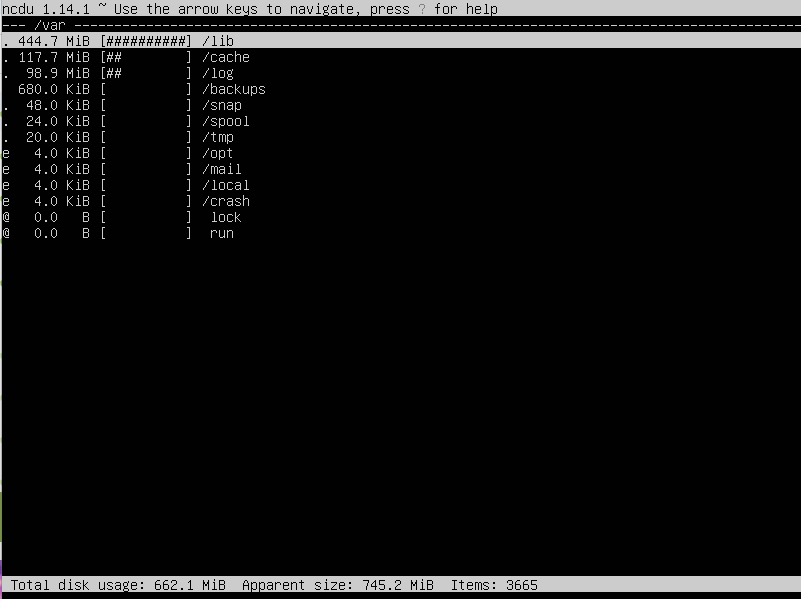 ncdu 1.14.1 ~ Use the arrow keys to navigate, press ? for help
--- /var -------------------------------------------------------------------------------------------
. 444.7 MiB [##########] /lib
. 117.7 MiB [##        ] /cache
.  98.9 MiB [##        ] /log
  680.0 KiB [          ] /backups
.  48.0 KiB [          ] /snap
.  24.0 KiB [          ] /spool
.  20.0 KiB [          ] /tmp
e   4.0 KiB [          ] /opt
e   4.0 KiB [          ] /mail
e   4.0 KiB [          ] /local
e   4.0 KiB [          ] /crash
@   0.0   B [          ]  lock
@   0.0   B [          ]  run
Total disk usage: 662.1 MiB  Apparent size: 745.2 MiB  Items: 3665